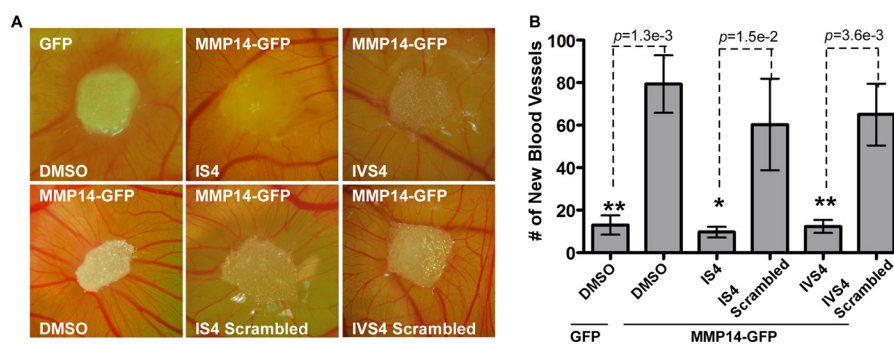 A
GFP
MMP14-GFP
MMP14-GFP
DMSO
IS4
IVS4
MMP14-GFP
MMP14-GFP
MMP14-GFP
DMSO
IS4 Scrambled
IVS4 Scrambled
B
# of New Blood Vessels
100
80
60
40
20
0
p=1.3e-3
p=1.5e-2
p=3.6e-3
**
*
**
DMSO
DMSO
IS4
IS4
Scrambled
IVS4
IVS4
Scrambled
GFP
MMP14-GFP